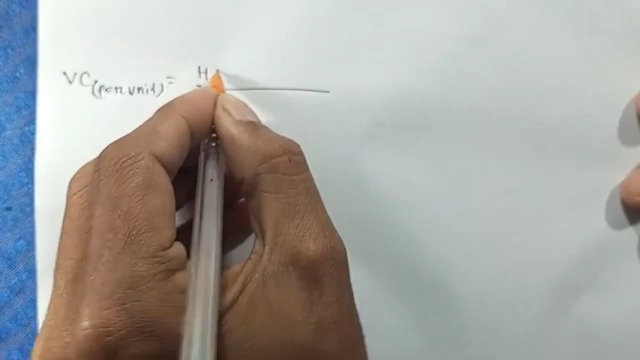 VC(per unit) = H